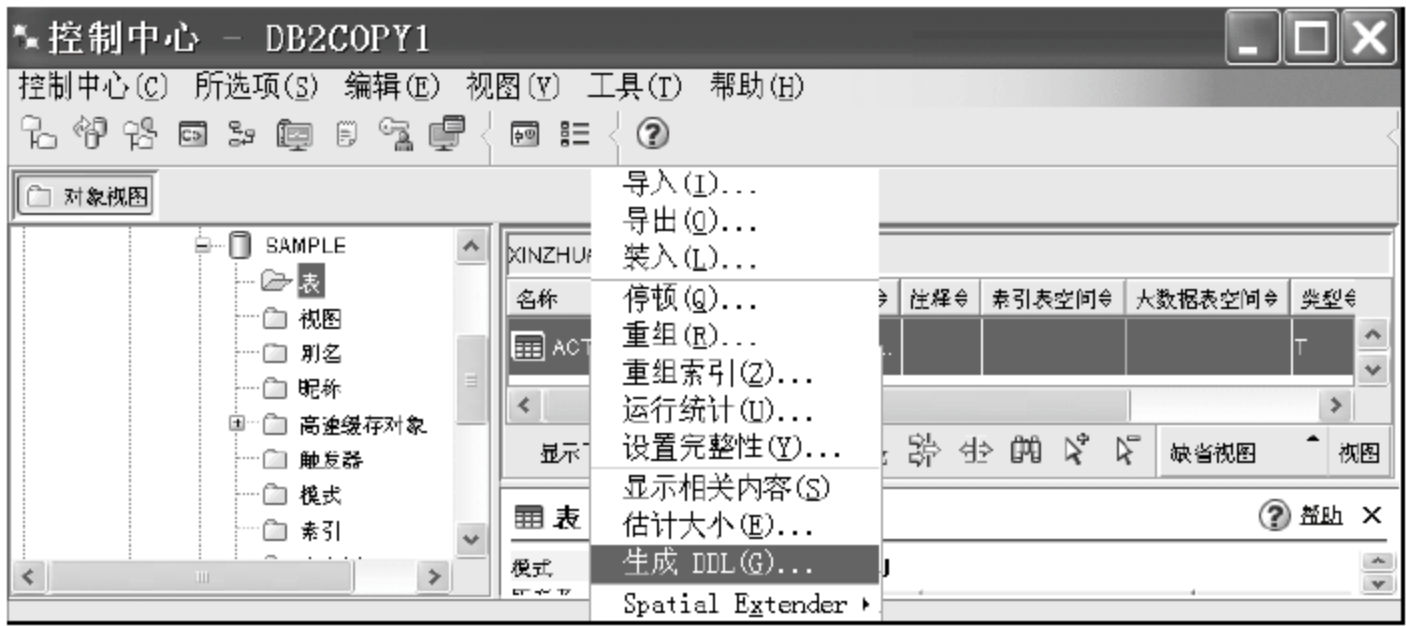 控制中心 - DB2COPY1
控制中心(C) 所选项(S) 编辑(E) 视图(V) 工具(T) 帮助(H)
对象视图
SAMPLE
表
视图
别名
昵称
高速缓存对象
触发器
模式
索引
XINZHUA
名称 注释 索引表空间 大数据表空间 类型
ACT T
缺省视图 视图
表 帮助
模式
导入(I)...
导出(O)...
装入(L)...
停顿(Q)...
重组(R)...
重组索引(Z)...
运行统计(U)...
设置完整性(Y)...
显示相关内容(S)
估计大小(E)...
生成 DDL(G)...
Spatial Extender